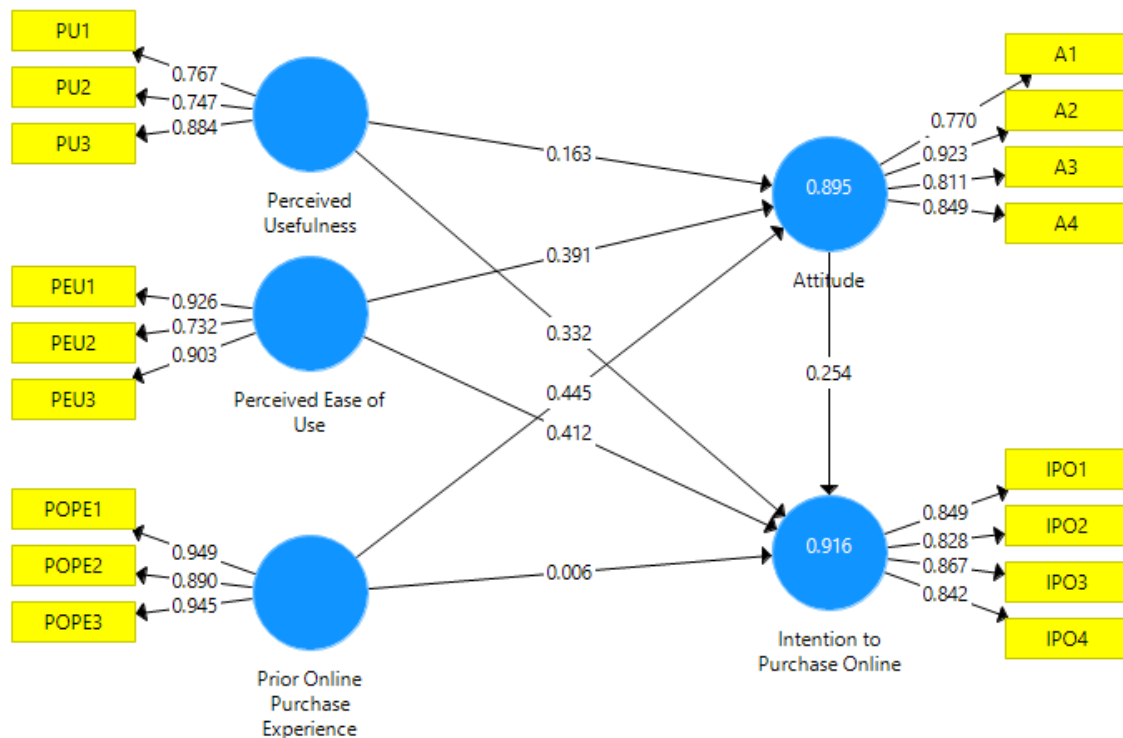 PU1
PU2
PU3
0.767
0.747
0.884
Perceived
Usefulness
PEU1
PEU2
PEU3
0.926
0.732
0.903
Perceived Ease of
Use
POPE1
POPE2
POPE3
0.949
0.890
0.945
Prior Online
Purchase
Experience
0.163
0.391
0.332
0.445
0.412
0.006
0.895
Attitude
0.254
0.916
Intention to
Purchase Online
0.770
0.923
0.811
0.849
A1
A2
A3
A4
0.849
0.828
0.867
0.842
IPO1
IPO2
IPO3
IPO4